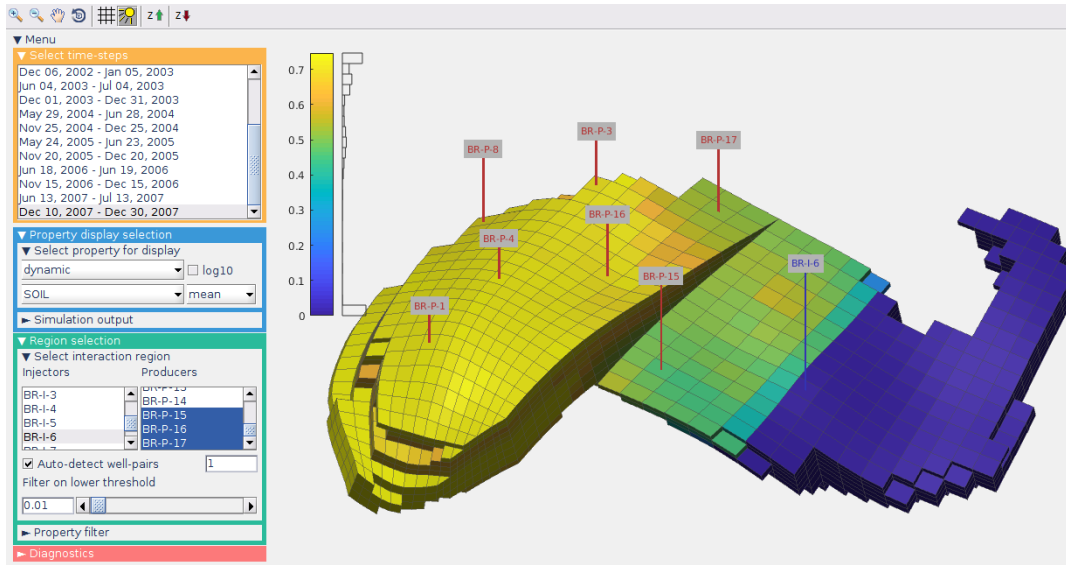 Z Z
▼ Menu
▼ Select time-steps
Dec 06, 2002 - Jan 05, 2003
Jun 04, 2003 - Jul 04, 2003
Dec 01, 2003 - Dec 31, 2003
May 29, 2004 - Jun 28, 2004
Nov 25, 2004 - Dec 25, 2004
May 24, 2005 - Jun 23, 2005
Nov 20, 2005 - Dec 20, 2005
Jun 18, 2006 - Jun 19, 2006
Nov 15, 2006 - Dec 15, 2006
Jun 13, 2007 - Jul 13, 2007
Dec 10, 2007 - Dec 30, 2007
▼ Property display selection
▼ Select property for display
dynamic log10
SOIL mean
► Simulation output
▼ Region selection
▼ Select interaction region
Injectors Producers
BR-I-3
BR-I-4
BR-I-5
BR-I-6
BR-I-7
BR-P-13
BR-P-14
BR-P-15
BR-P-16
BR-P-17
Auto-detect well-pairs 1
Filter on lower threshold
0.01
► Property filter
► Diagnostics
0.7
0.6
0.5
0.4
0.3
0.2
0.1
0
BR-P-8
BR-P-3
BR-P-17
BR-P-16
BR-P-4
BR-P-15
BR-I-6
BR-P-1